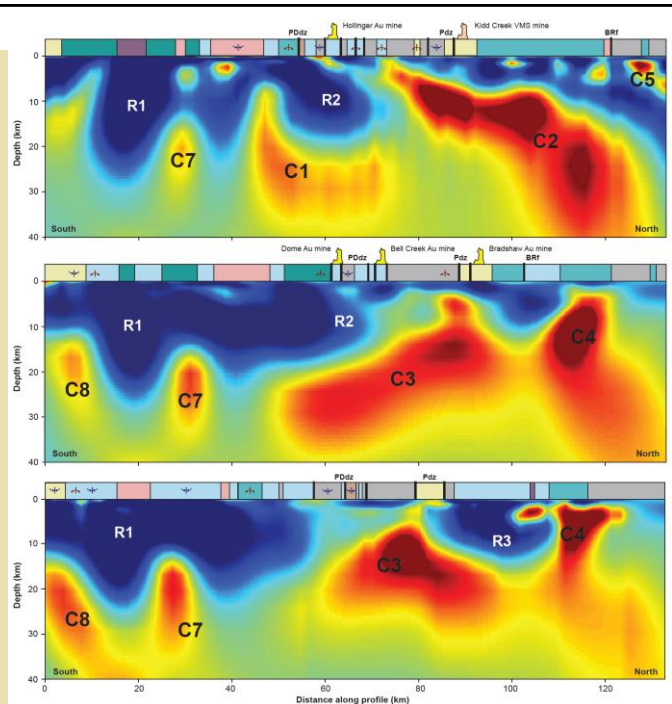 Hollinger Au mine
Kidd Creek VMS mine
PDdz
Pdz
BRf
0
10
20
30
40
Depth (km)
R1
R2
C7
C1
C2
C5
South
North
Dome Au mine
Bell Creek Au mine
Bradshaw Au mine
PDdz
Pdz
BRf
0
10
20
30
40
Depth (km)
R1
R2
C8
C7
C3
C4
South
North
PDdz
Pdz
0
10
20
30
40
Depth (km)
R1
R3
C3
C4
C8
C7
South
North
0
20
40
60
80
100
120
Distance along profile (km)